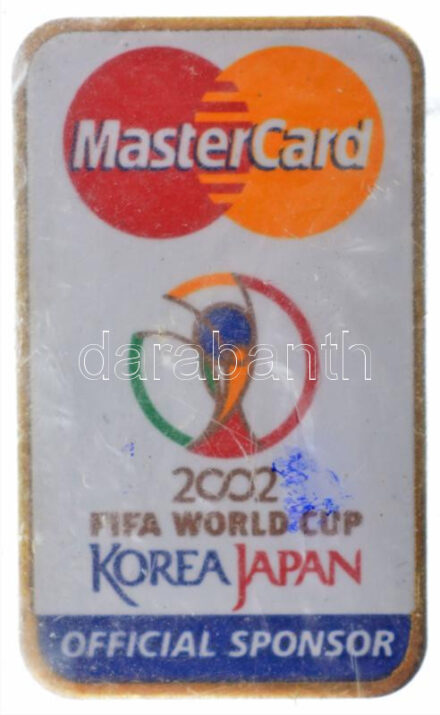 MasterCard
darabanth
2002
FIFA WORLD CUP
KOREA JAPAN
OFFICIAL SPONSOR